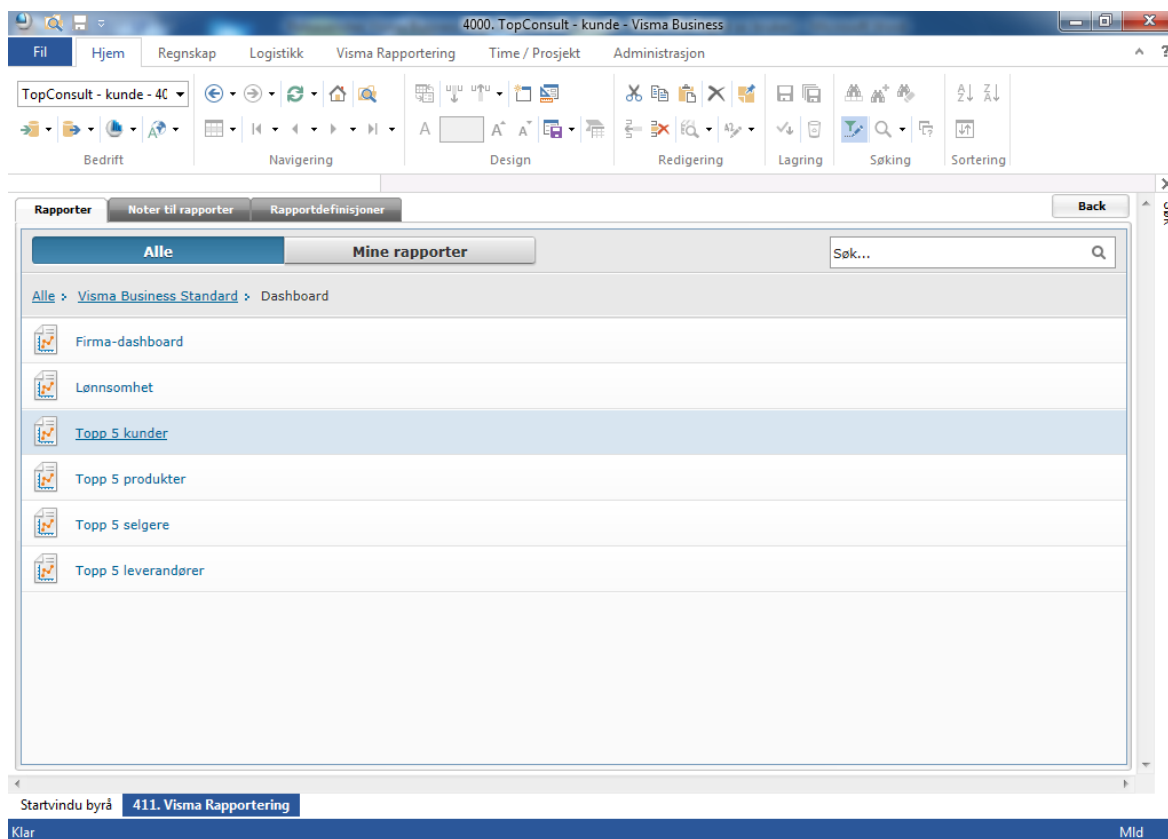 4000. TopConsult - kunde - Visma Business
Fil Hjem Regnskap Logistikk Visma Rapportering Time / Prosjekt Administrasjon
TopConsult - kunde - 40
Bedrift Navigering Design Redigering Lagring Søking Sortering
Rapporter Noter til rapporter Rapportdefinisjoner Back
Alle Mine rapporter Søk...
Alle > Visma Business Standard > Dashboard
Firma-dashboard
Lønnsomhet
Topp 5 kunder
Topp 5 produkter
Topp 5 selgere
Topp 5 leverandører
Startvindu byrå 411. Visma Rapportering
Klar Mld